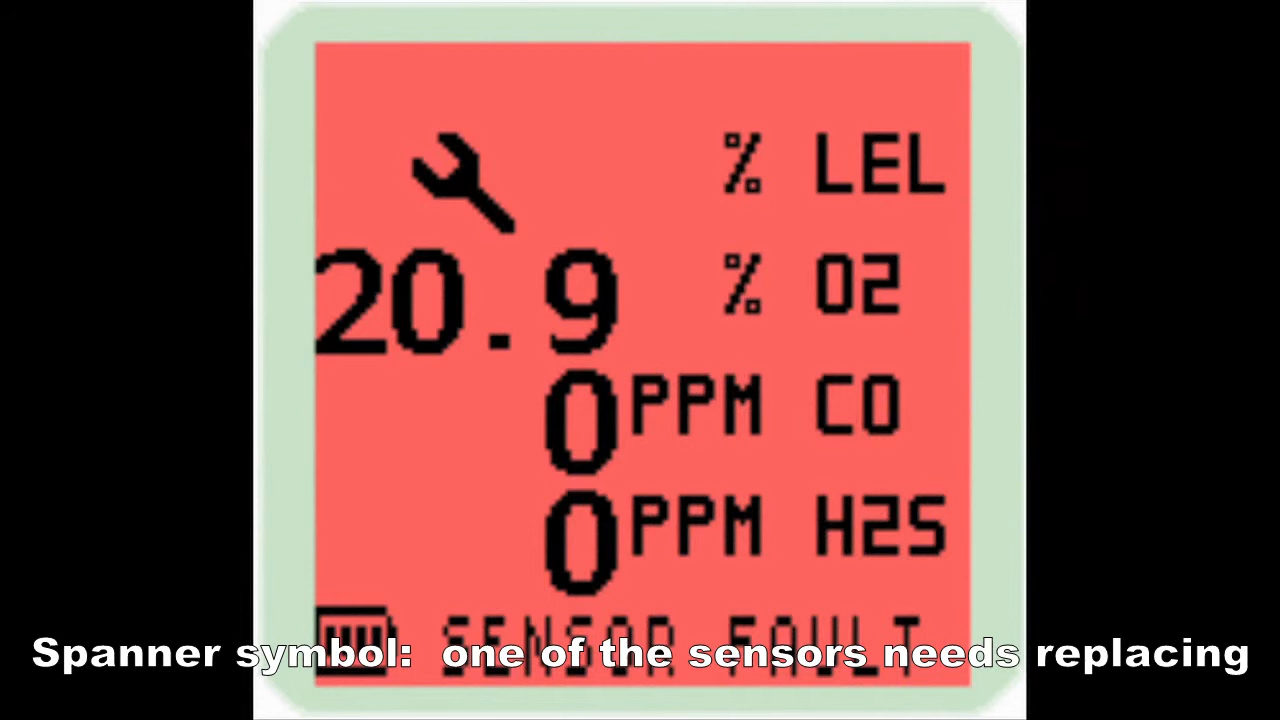 % LEL
20.9 % O2
0 PPM CO
0 PPM H2S
SENSOR FAULT
Spanner symbol: one of the sensors needs replacing